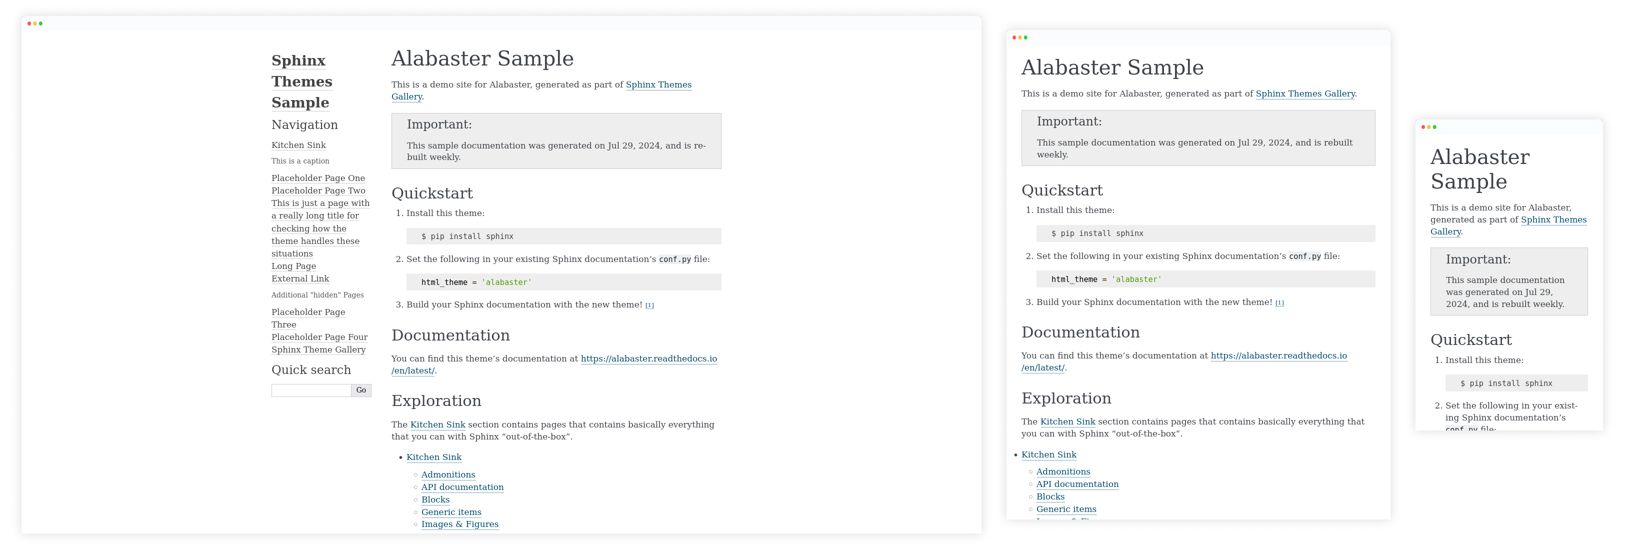 Sphinx
Themes
Sample
Navigation
Kitchen Sink
This is a caption
Placeholder Page One
Placeholder Page Two
This is just a page with
a really long title for
checking how the
theme handles these
situations
Long Page
External Link
Additional "hidden" Pages
Placeholder Page
Three
Placeholder Page Four
Sphinx Theme Gallery
Quick search
Go
Alabaster Sample
This is a demo site for Alabaster, generated as part of Sphinx Themes
Gallery.
Important:
This sample documentation was generated on Jul 29, 2024, and is re-
built weekly.
Quickstart
1. Install this theme:
$ pip install sphinx
2. Set the following in your existing Sphinx documentation’s conf.py file:
html_theme = 'alabaster'
3. Build your Sphinx documentation with the new theme! [1]
Documentation
You can find this theme’s documentation at https://alabaster.readthedocs.io
/en/latest/.
Exploration
The Kitchen Sink section contains pages that contains basically everything
that you can with Sphinx “out-of-the-box”.
• Kitchen Sink
◦ Admonitions
◦ API documentation
◦ Blocks
◦ Generic items
◦ Images & Figures
Alabaster Sample
This is a demo site for Alabaster, generated as part of Sphinx Themes Gallery.
Important:
This sample documentation was generated on Jul 29, 2024, and is rebuilt
weekly.
Quickstart
1. Install this theme:
$ pip install sphinx
2. Set the following in your existing Sphinx documentation’s conf.py file:
html_theme = 'alabaster'
3. Build your Sphinx documentation with the new theme! [1]
Documentation
You can find this theme’s documentation at https://alabaster.readthedocs.io
/en/latest/.
Exploration
The Kitchen Sink section contains pages that contains basically everything that
you can with Sphinx “out-of-the-box”.
• Kitchen Sink
◦ Admonitions
◦ API documentation
◦ Blocks
◦ Generic items
Alabaster
Sample
This is a demo site for Alabaster,
generated as part of Sphinx Themes
Gallery.
Important:
This sample documentation
was generated on Jul 29,
2024, and is rebuilt weekly.
Quickstart
1. Install this theme:
$ pip install sphinx
2. Set the following in your exist-
ing Sphinx documentation’s
conf.py file: